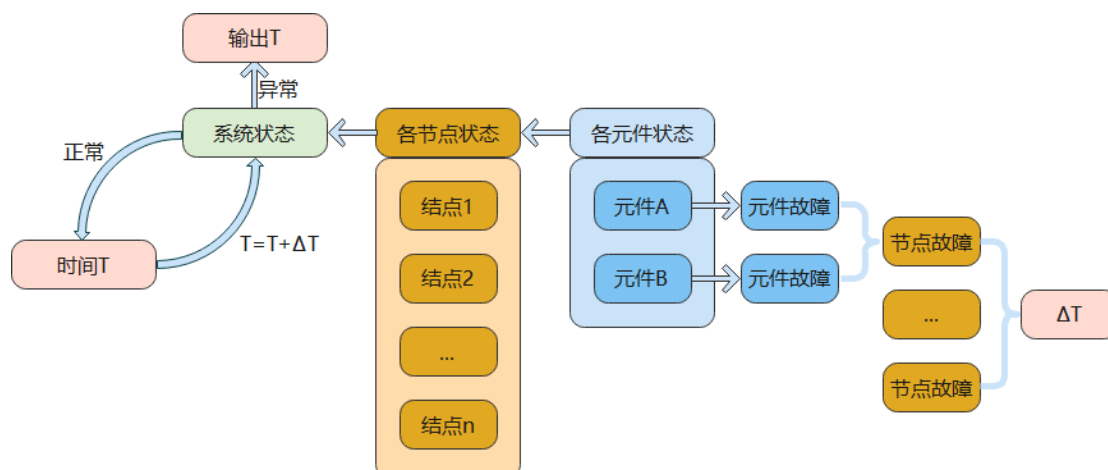 输出T
异常
系统状态
各节点状态
各元件状态
正常
时间T
T=T+ΔT
结点1
结点2
...
结点n
元件A
元件B
元件故障
元件故障
节点故障
...
节点故障
ΔT